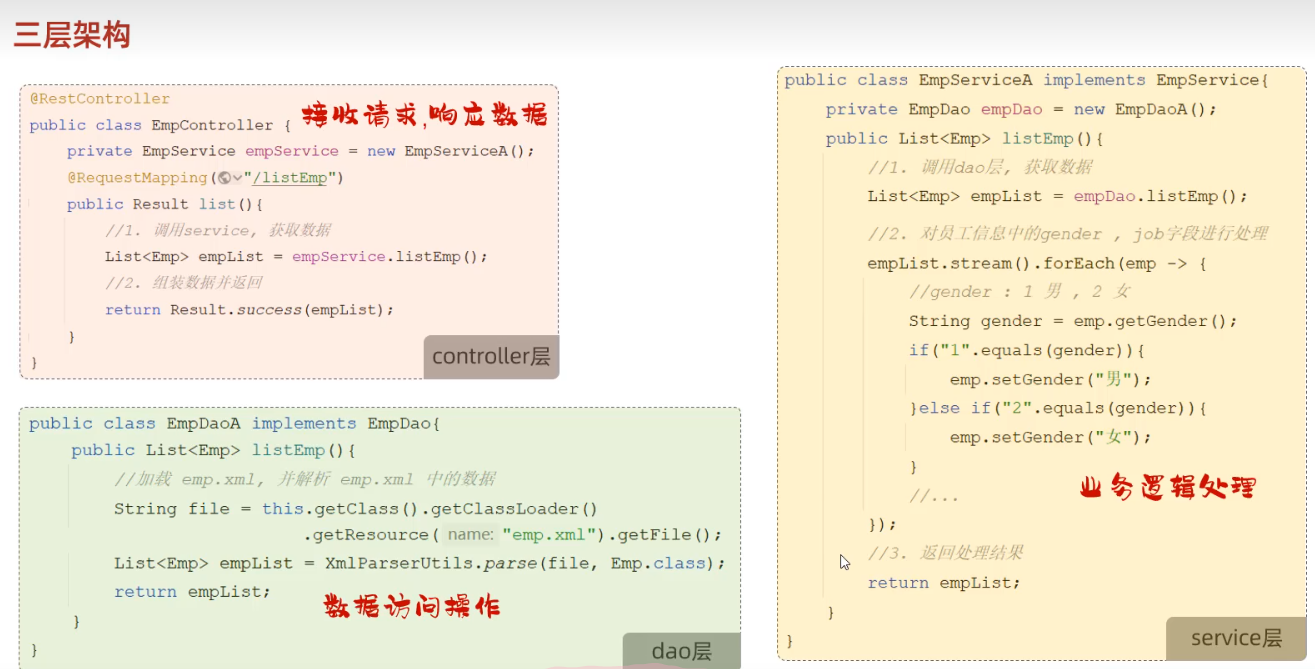 三层架构
@RestController
public class EmpController {
接收请求,响应数据
private EmpService empService = new EmpServiceA();
@RequestMapping("/listEmp")
public Result list(){
//1. 调用service, 获取数据
List<Emp> empList = empService.listEmp();
//2. 组装数据并返回
return Result.success(empList);
}
}
controller层
public class EmpDaoA implements EmpDao{
public List<Emp> listEmp(){
//加载 emp.xml, 并解析 emp.xml 中的数据
String file = this.getClass().getClassLoader()
.getResource( name: "emp.xml").getFile();
List<Emp> empList = XmlParserUtils.parse(file, Emp.class);
return empList;
数据访问操作
}
}
dao层
public class EmpServiceA implements EmpService{
private EmpDao empDao = new EmpDaoA();
public List<Emp> listEmp(){
//1. 调用dao层, 获取数据
List<Emp> empList = empDao.listEmp();
//2. 对员工信息中的gender , job字段进行处理
empList.stream().forEach(emp -> {
//gender : 1 男 , 2 女
String gender = emp.getGender();
if("1".equals(gender)){
emp.setGender("男");
}else if("2".equals(gender)){
emp.setGender("女");
}
业务逻辑处理
//...
});
//3. 返回处理结果
return empList;
}
}
service层